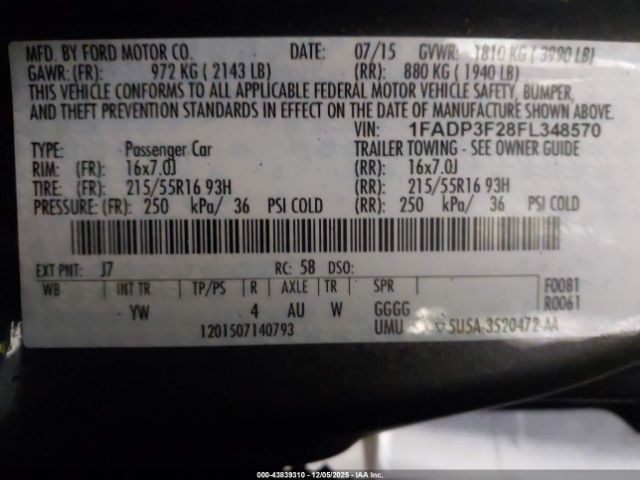 MFD. BY FORD MOTOR CO. DATE: 07/15 GVWR: 1810 KG ( 3990 LB)
GAWR: (FR): 972 KG ( 2143 LB) (RR): 880 KG ( 1940 LB)
THIS VEHICLE CONFORMS TO ALL APPLICABLE FEDERAL MOTOR VEHICLE SAFETY, BUMPER,
AND THEFT PREVENTION STANDARDS IN EFFECT ON THE DATE OF MANUFACTURE SHOWN ABOVE.
VIN: 1FADP3F28FL348570
TYPE: Passenger Car TRAILER TOWING - SEE OWNER GUIDE
RIM: (FR): 16x7.0J (RR): 16x7.0J
TIRE: (FR): 215/55R16 93H (RR): 215/55R16 93H
PRESSURE: (FR): 250 kPa/ 36 PSI COLD (RR): 250 kPa/ 36 PSI COLD
EXT PNT: J7 RC: 58 DSO:
WB INT TR TP/PS R AXLE TR SPR F0081
YW 4 AU W GGGG R0061
1201507140793 UMU ▽ 5U5A-3520472-AA
000-43839310 | 12/05/2025 | IAA Inc.